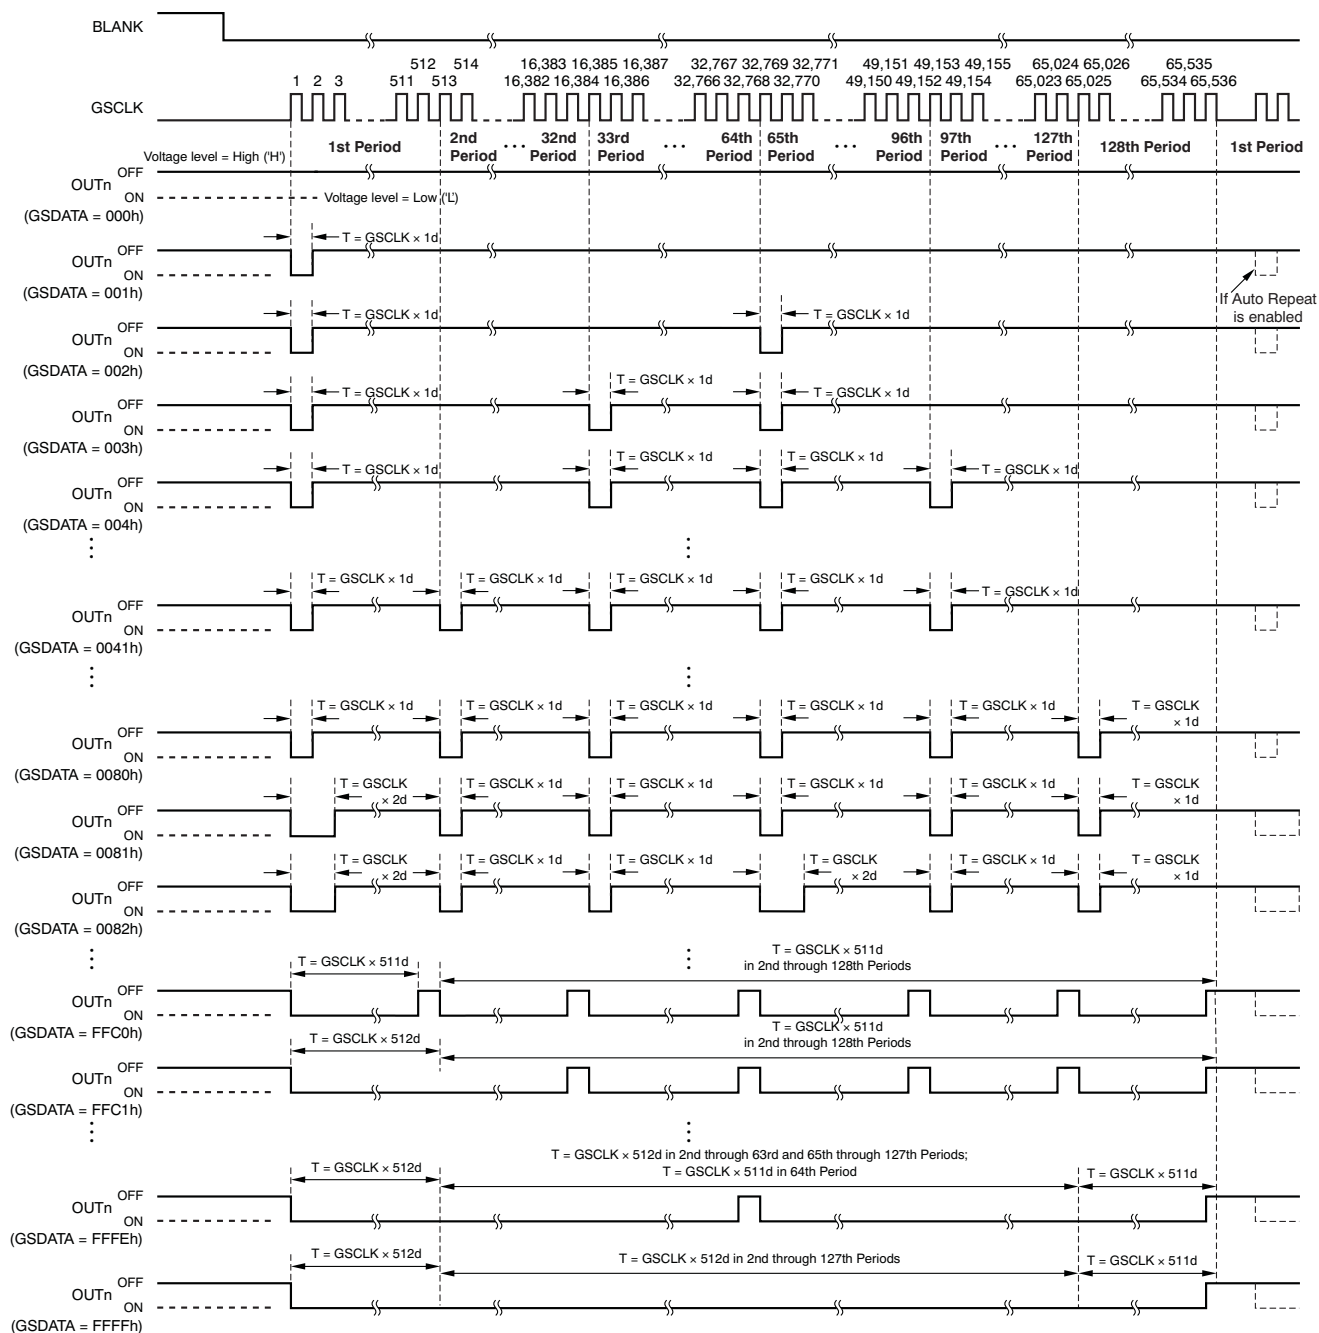 BLANK
512 514 16,383 16,385 16,387 32,767 32,769 32,771 49,151 49,153 49,155 65,024 65,026 65,535
1 2 3 511 513 16,382 16,384 16,386 32,766 32,768 32,770 49,150 49,152 49,154 65,023 65,025 65,534 65,536
GSCLK
1st Period 2nd Period ... 32nd Period 33rd Period ... 64th Period 65th Period ... 96th Period 97th Period ... 127th Period 128th Period 1st Period
Voltage level = High ('H')
OFF
OUTn
ON
Voltage level = Low ('L')
(GSDATA = 000h)
T = GSCLK × 1d
OFF
OUTn
ON
(GSDATA = 001h)
If Auto Repeat
is enabled
T = GSCLK × 1d T = GSCLK × 1d
OFF
OUTn
ON
(GSDATA = 002h)
T = GSCLK × 1d T = GSCLK × 1d T = GSCLK × 1d
OFF
OUTn
ON
(GSDATA = 003h)
T = GSCLK × 1d T = GSCLK × 1d T = GSCLK × 1d T = GSCLK × 1d
OFF
OUTn
ON
(GSDATA = 004h)
T = GSCLK × 1d T = GSCLK × 1d T = GSCLK × 1d T = GSCLK × 1d T = GSCLK × 1d
OFF
OUTn
ON
(GSDATA = 0041h)
T = GSCLK × 1d T = GSCLK × 1d T = GSCLK × 1d T = GSCLK × 1d T = GSCLK × 1d T = GSCLK × 1d
OFF
OUTn
ON
(GSDATA = 0080h)
T = GSCLK × 2d T = GSCLK × 1d T = GSCLK × 1d T = GSCLK × 1d T = GSCLK × 1d T = GSCLK × 1d
OFF
OUTn
ON
(GSDATA = 0081h)
T = GSCLK × 2d T = GSCLK × 1d T = GSCLK × 1d T = GSCLK × 2d T = GSCLK × 1d T = GSCLK × 1d
OFF
OUTn
ON
(GSDATA = 0082h)
T = GSCLK × 511d
T = GSCLK × 511d
in 2nd through 128th Periods
OFF
OUTn
ON
(GSDATA = FFC0h)
T = GSCLK × 512d
T = GSCLK × 511d
in 2nd through 128th Periods
OFF
OUTn
ON
(GSDATA = FFC1h)
T = GSCLK × 512d
T = GSCLK × 512d in 2nd through 63rd and 65th through 127th Periods;
T = GSCLK × 511d in 64th Period
T = GSCLK × 511d
OFF
OUTn
ON
(GSDATA = FFFEh)
T = GSCLK × 512d
T = GSCLK × 512d in 2nd through 127th Periods
T = GSCLK × 511d
OFF
OUTn
ON
(GSDATA = FFFFh)